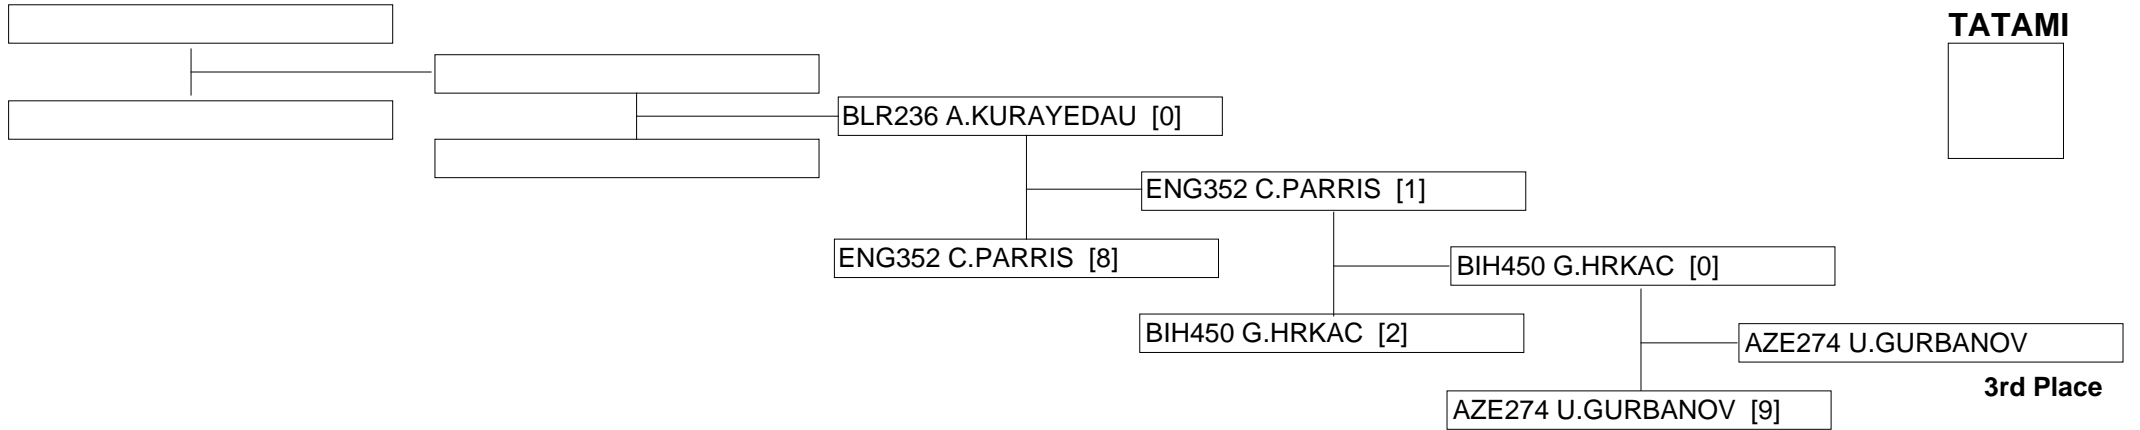 TATAMI
BLR236 A.KURAYEDAU [0]
ENG352 C.PARRIS [1]
ENG352 C.PARRIS [8]
BIH450 G.HRKAC [0]
BIH450 G.HRKAC [2]
AZE274 U.GURBANOV
3rd Place
AZE274 U.GURBANOV [9]